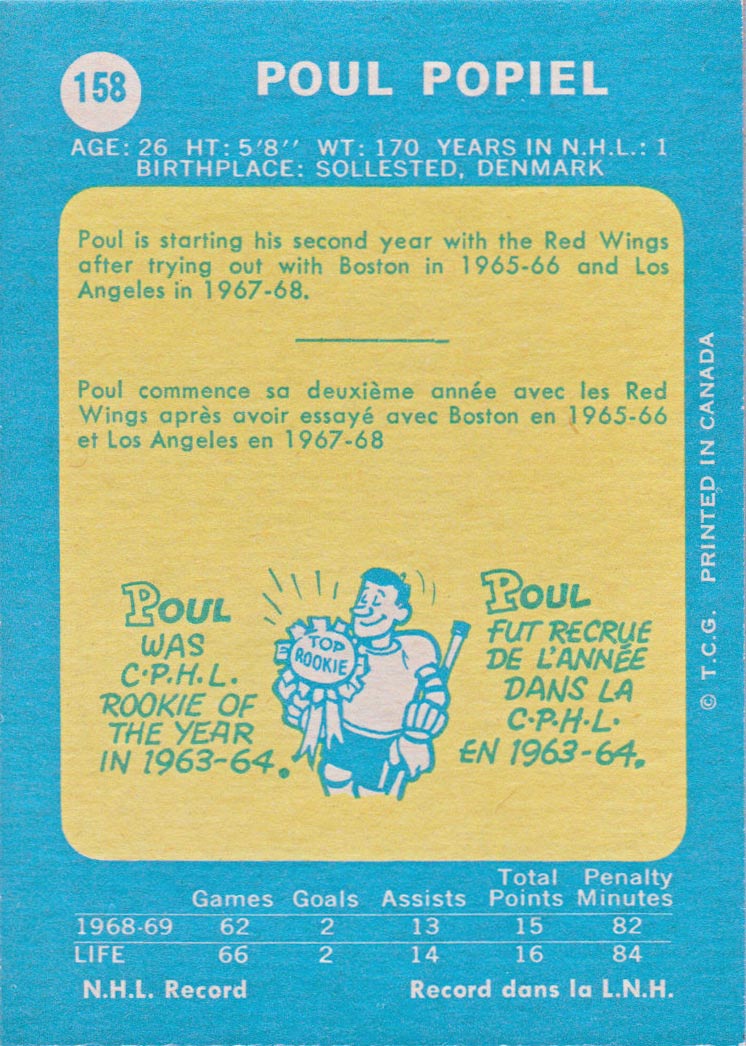 158
POUL POPIEL
AGE: 26 HT: 5'8'' WT: 170 YEARS IN N.H.L.: 1
BIRTHPLACE: SOLLESTED, DENMARK
Poul is starting his second year with the Red Wings
after trying out with Boston in 1965-66 and Los
Angeles in 1967-68.
Poul commence sa deuxième année avec les Red
Wings après avoir essayé avec Boston en 1965-66
et Los Angeles en 1967-68
POUL
WAS
C.P.H.L.
ROOKIE OF
THE YEAR
IN 1963-64.
TOP
ROOKIE
POUL
FUT RECRUE
DE L'ANNÉE
DANS LA
C.P.H.L.
EN 1963-64.
© T.C.G. PRINTED IN CANADA
Games Goals Assists Total Points Penalty Minutes
1968-69 62 2 13 15 82
LIFE 66 2 14 16 84
N.H.L. Record Record dans la L.N.H.